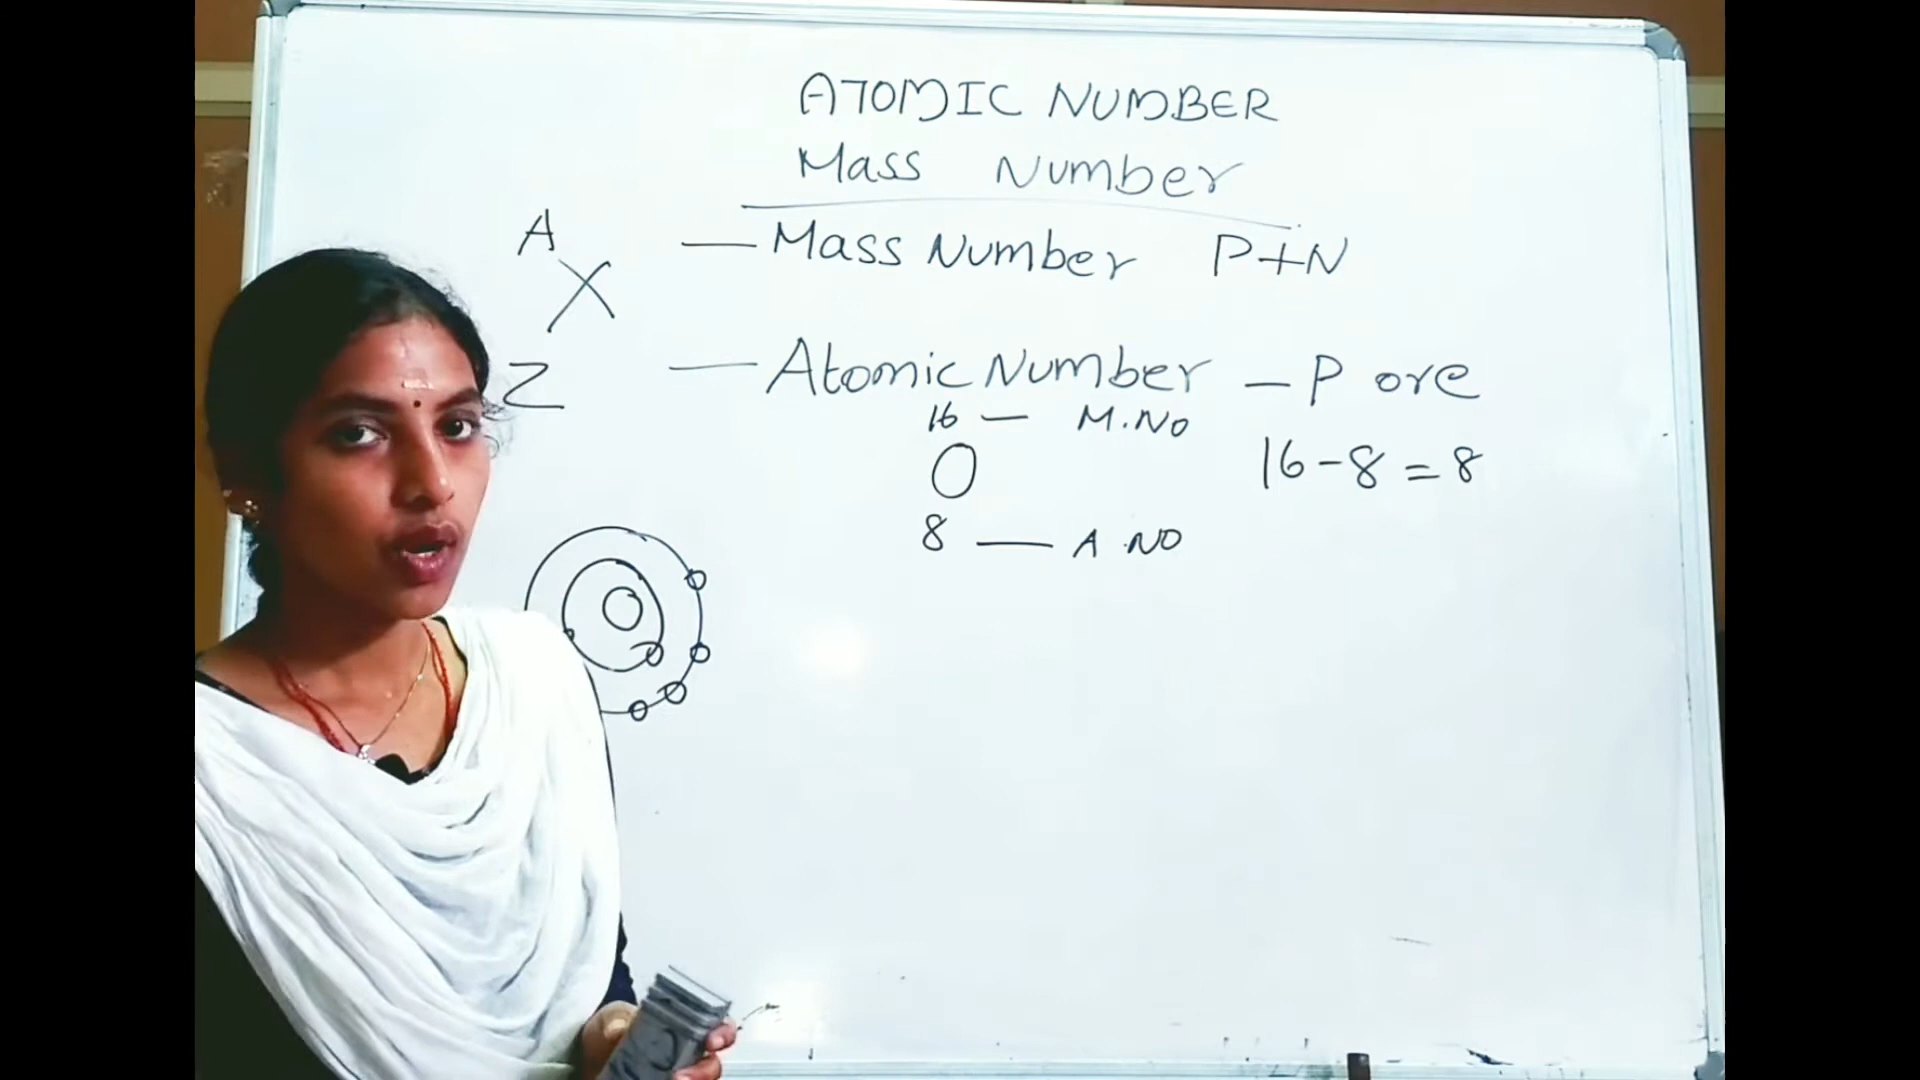 ATOMIC NUMBER
Mass Number
A — Mass Number P+N
X
Z — Atomic Number — P ore
16 — M.NO
O 16-8=8
8 — A.NO